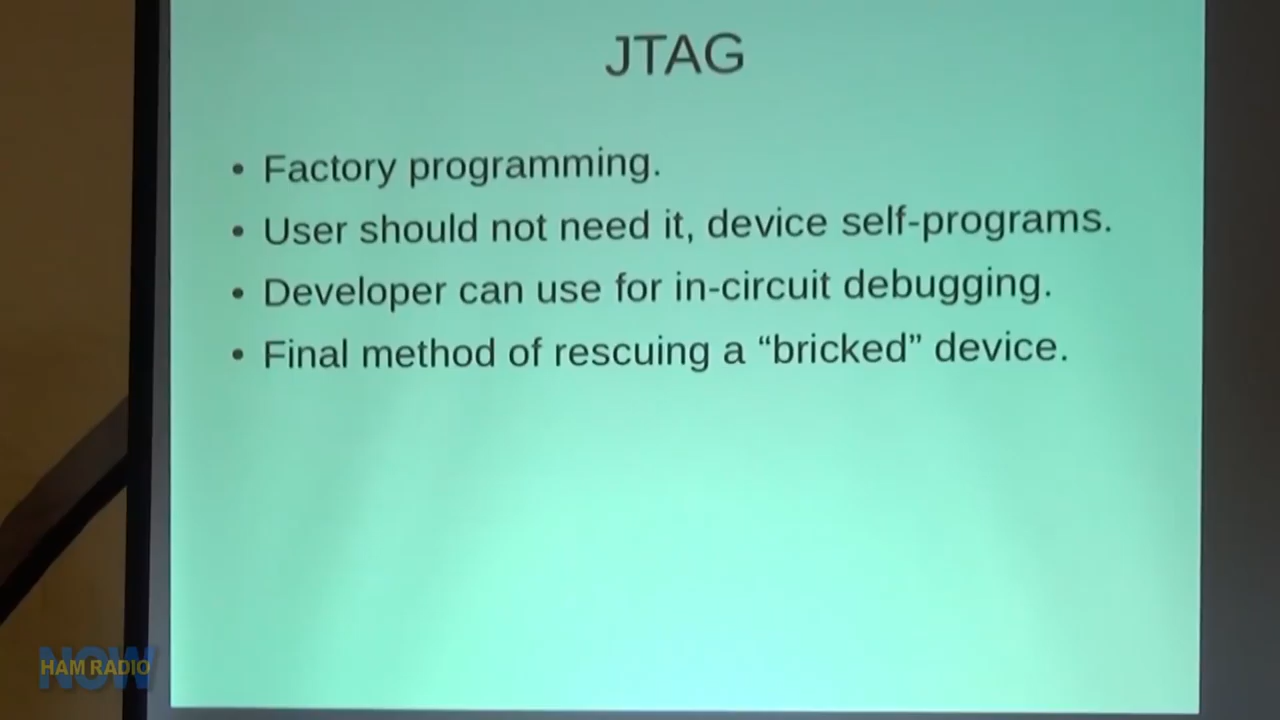 JTAG
• Factory programming.
• User should not need it, device self-programs.
• Developer can use for in-circuit debugging.
• Final method of rescuing a “bricked” device.
HAM RADIO
NOW